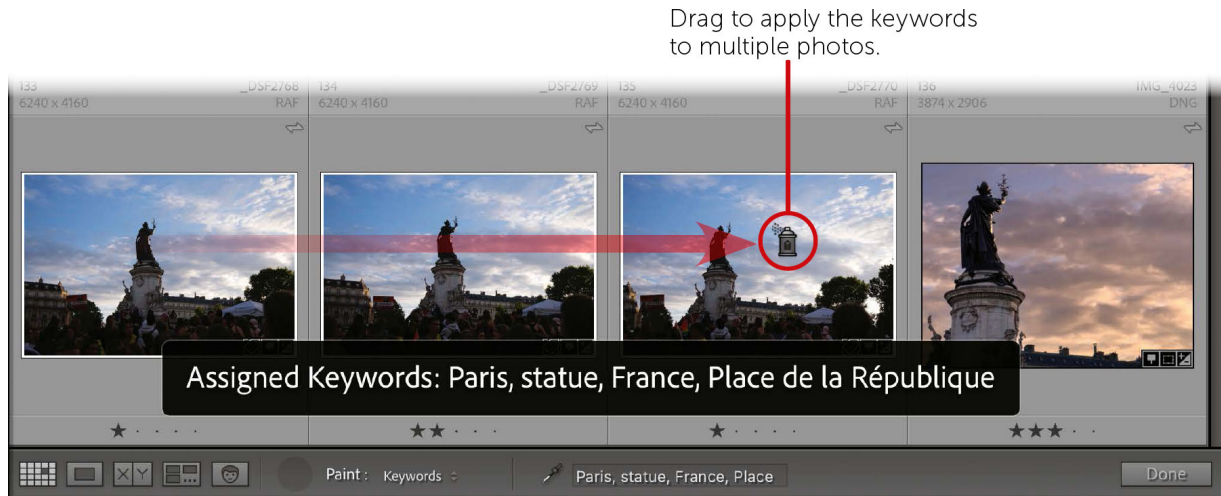 Drag to apply the keywords
to multiple photos.
133 _DSF2768 134 _DSF2769 135 _DSF2770 136 IMG_4023
6240 x 4160 RAF 6240 x 4160 RAF 6240 x 4160 RAF 3874 x 2906 DNG
Assigned Keywords: Paris, statue, France, Place de la République
X Y Paint : Keywords Paris, statue, France, Place Done